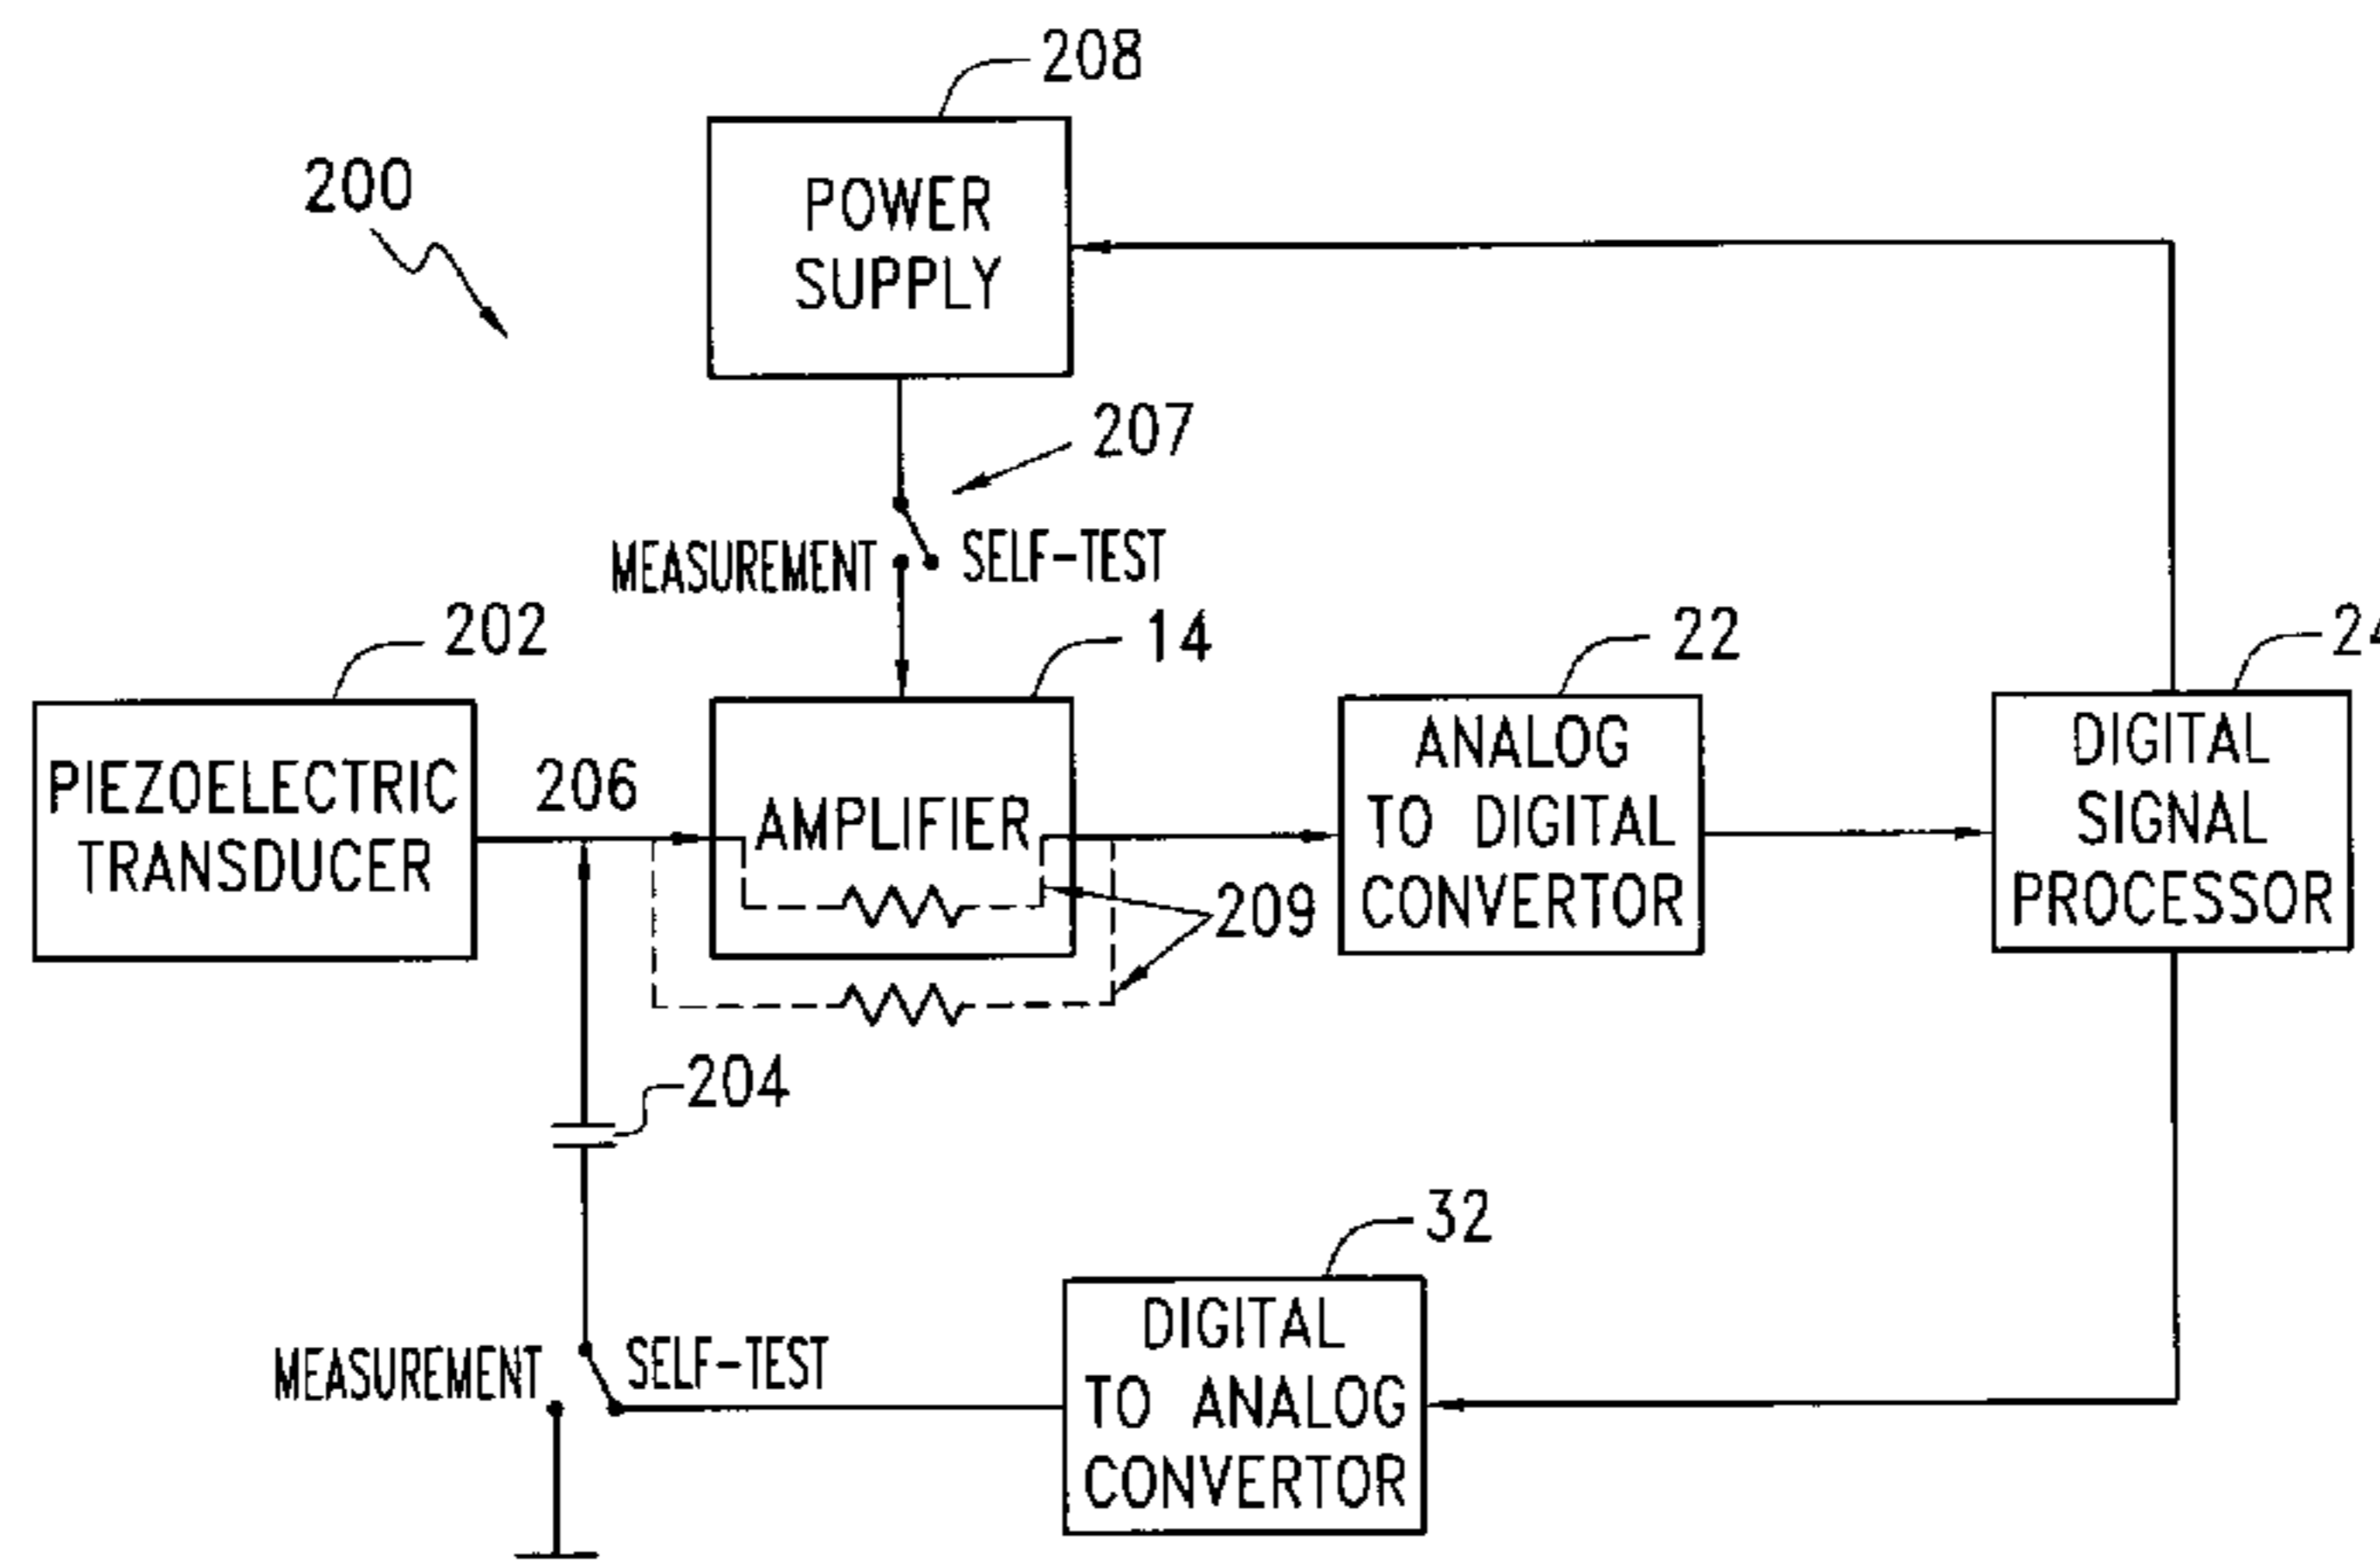 208
200
POWER
SUPPLY
207
MEASUREMENT
SELF-TEST
202
14
22
24
PIEZOELECTRIC
TRANSDUCER
206
AMPLIFIER
ANALOG
TO DIGITAL
CONVERTOR
DIGITAL
SIGNAL
PROCESSOR
209
204
32
MEASUREMENT
SELF-TEST
DIGITAL
TO ANALOG
CONVERTOR